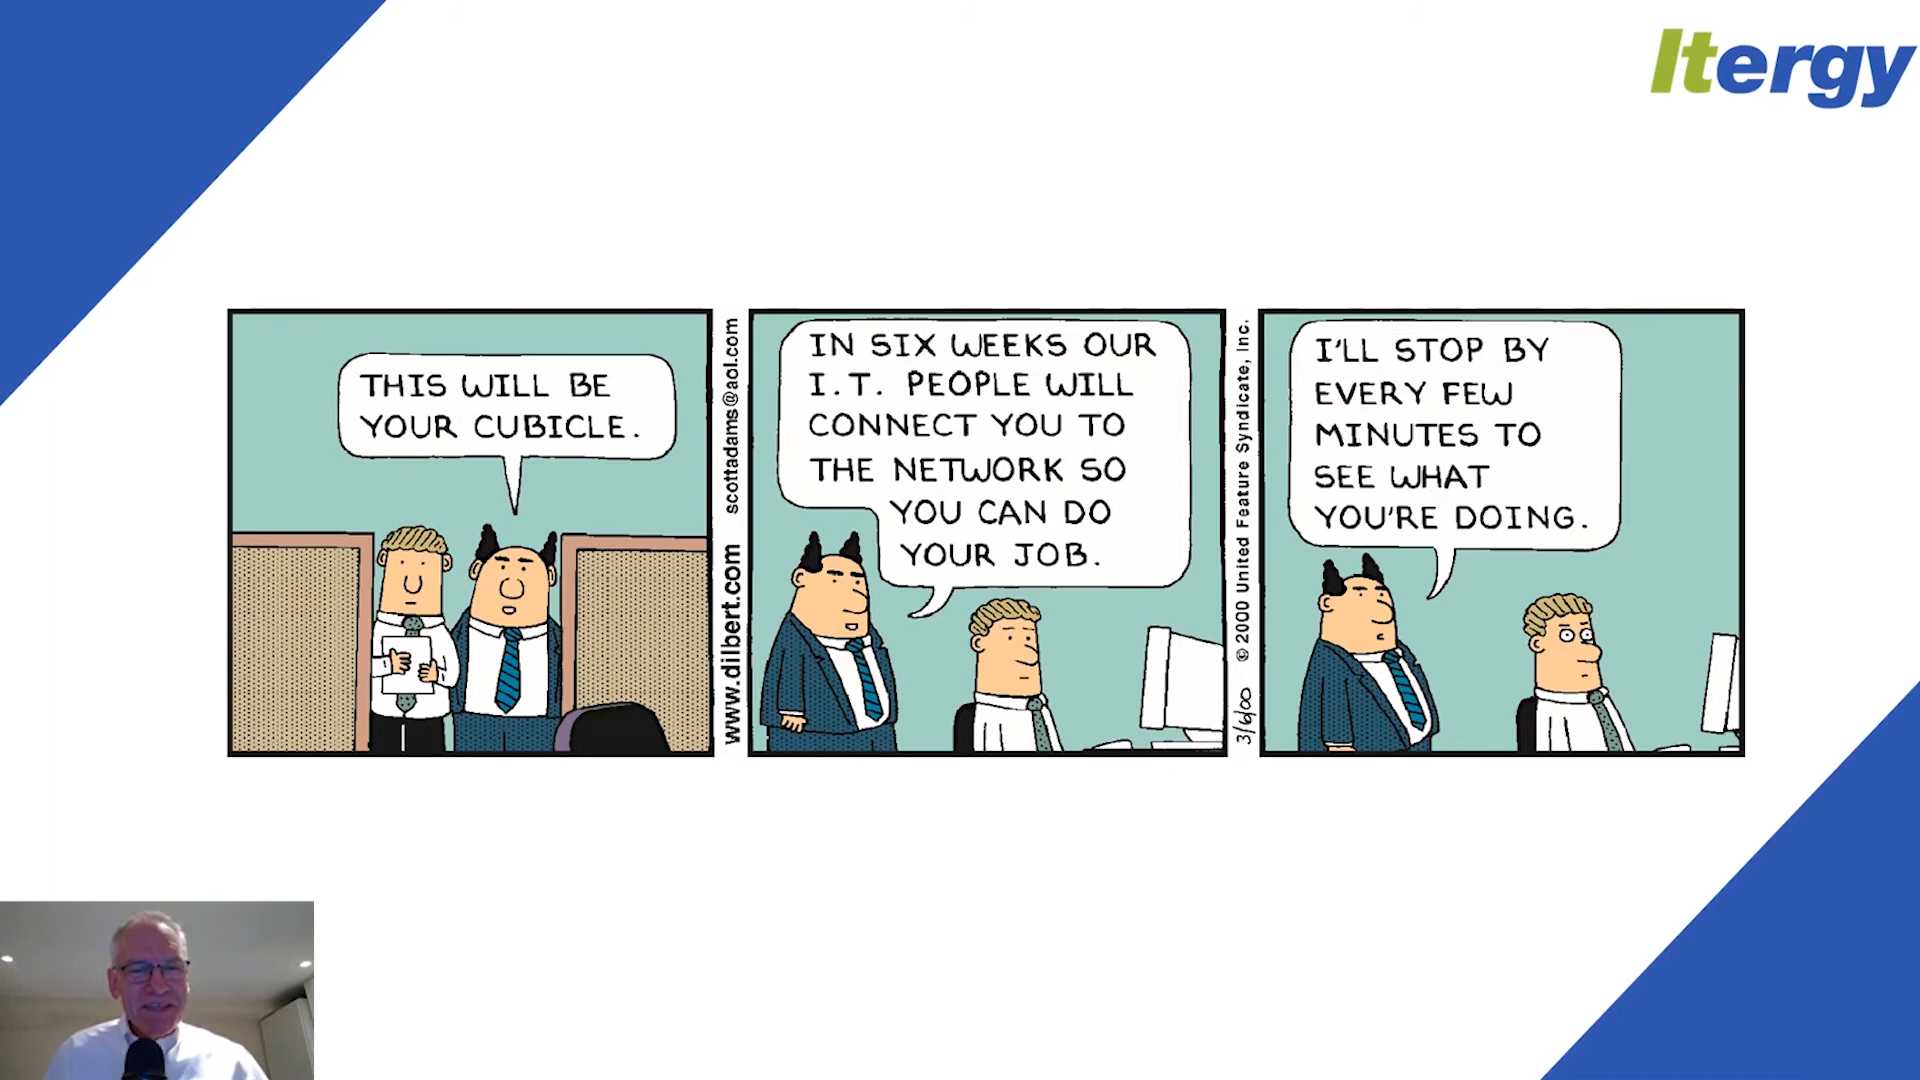 Itergy
THIS WILL BE
YOUR CUBICLE.
www.dilbert.com scottadams@aol.com
IN SIX WEEKS OUR
I.T. PEOPLE WILL
CONNECT YOU TO
THE NETWORK SO
YOU CAN DO
YOUR JOB.
3/6/00 © 2000 United Feature Syndicate, Inc.
I'LL STOP BY
EVERY FEW
MINUTES TO
SEE WHAT
YOU'RE DOING.